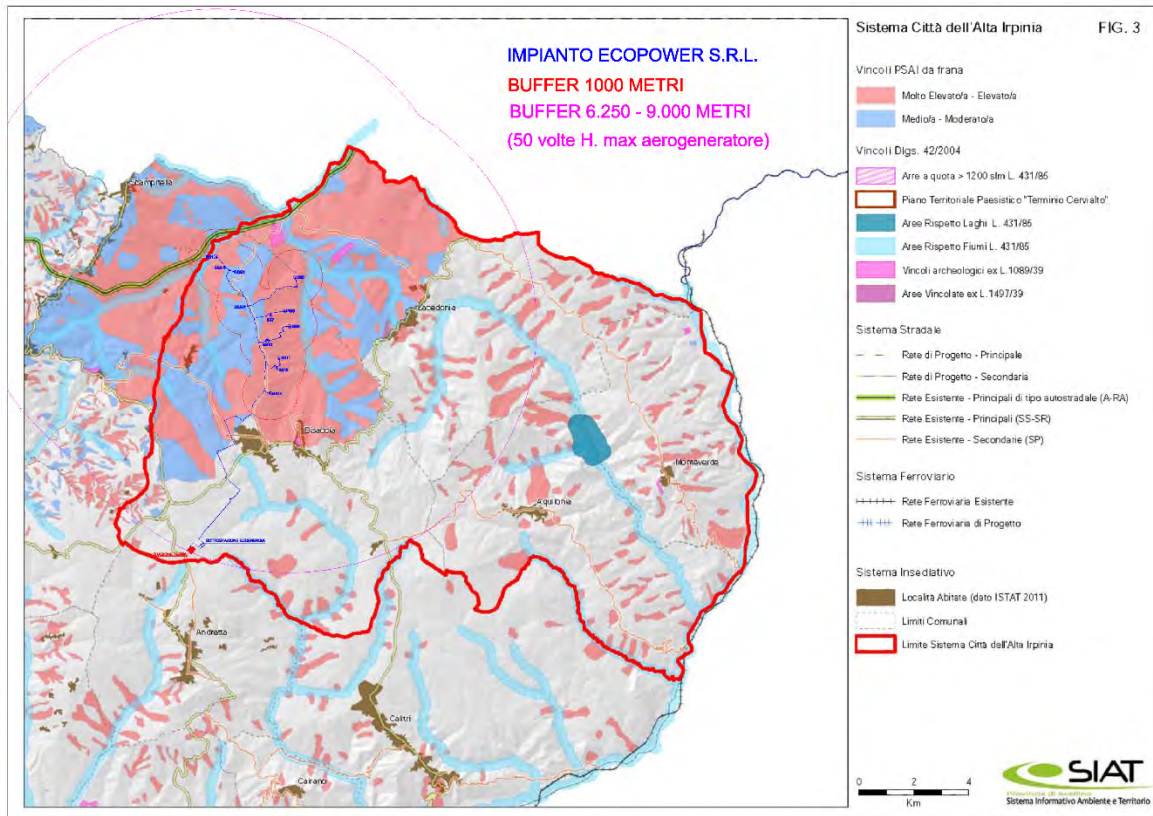 IMPIANTO ECOPOWER S.R.L.
BUFFER 1000 METRI
BUFFER 6.250 - 9.000 METRI
(50 volte H. max aerogeneratore)
Scampitella
Lacedonia
Bisaccia
Monteverde
Aquilonia
Andretta
Calitri
Cairano
Sistema Città dell'Alta Irpinia
FIG. 3
Vincoli PSAI da frana
Molto Elevato/a - Elevato/a
Medio/a - Moderato/a
Vincoli Dlgs. 42/2004
Arre a quota > 1200 slm L. 431/85
Piano Territoriale Paesistico "Terminio Cervialto"
Aree Rispetto Laghi L. 431/85
Aree Rispetto Fiumi L. 431/85
Vincoli archeologici ex L.1089/39
Aree Vincolate ex L.1497/39
Sistema Stradale
Rete di Progetto - Principale
Rete di Progetto - Secondaria
Rete Esistente - Principali di tipo autostradale (A-RA)
Rete Esistente - Principali (SS-SR)
Rete Esistente - Secondarie (SP)
Sistema Ferroviario
Rete Ferroviaria Esistente
Rete Ferroviaria di Progetto
Sistema Insediativo
Località Abitate (dato ISTAT 2011)
Limiti Comunali
Limite Sistema Città dell'Alta Irpinia
0 2 4
Km
SIAT
Provincia di Avellino
Sistema Informativo Ambiente e Territorio